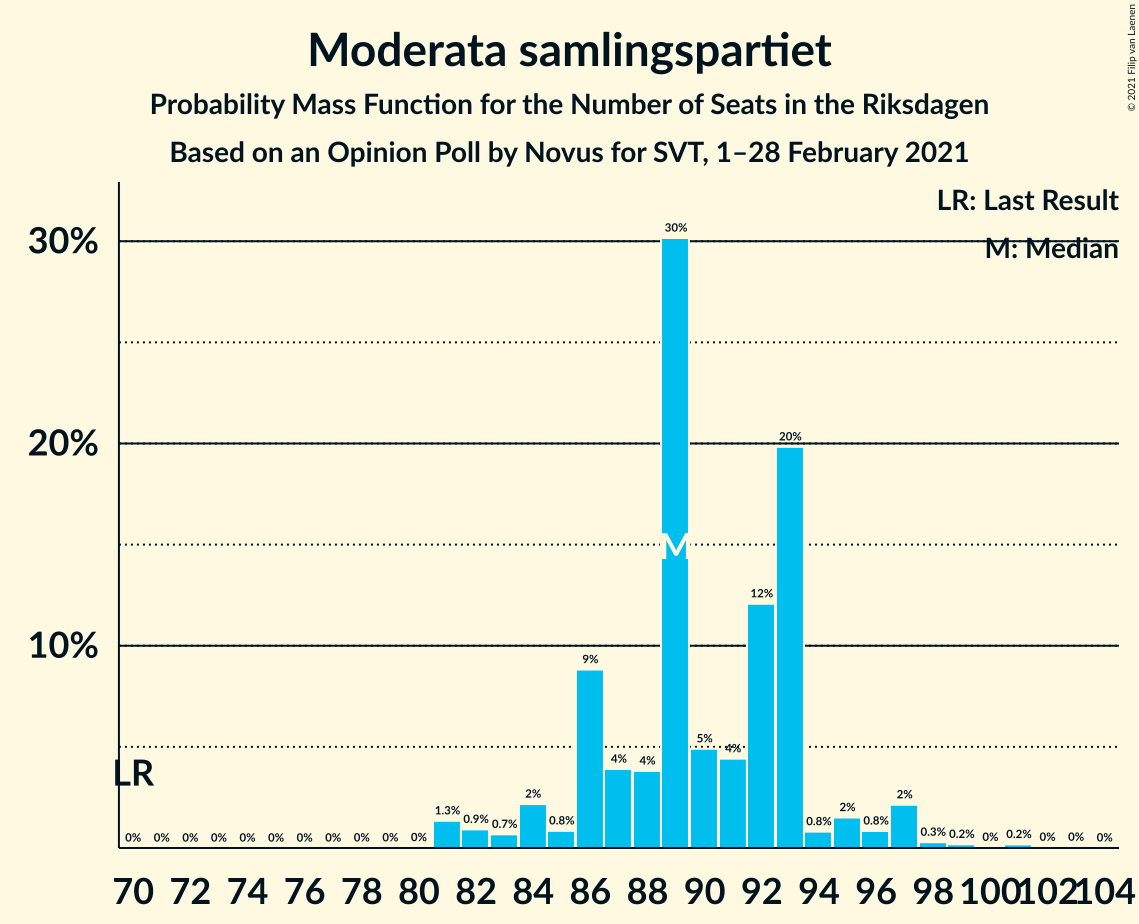 Moderata samlingspartiet
Probability Mass Function for the Number of Seats in the Riksdagen
Based on an Opinion Poll by Novus for SVT, 1–28 February 2021
© 2021 Filip van Laenen
LR: Last Result
M: Median
30%
20%
10%
LR
M
0% 0% 0% 0% 0% 0% 0% 0% 0% 0% 0% 1.3% 0.9% 0.7% 2% 0.8% 9% 4% 4% 30% 5% 4% 12% 20% 0.8% 2% 0.8% 2% 0.3% 0.2% 0% 0.2% 0% 0% 0%
70 72 74 76 78 80 82 84 86 88 90 92 94 96 98 100 102 104